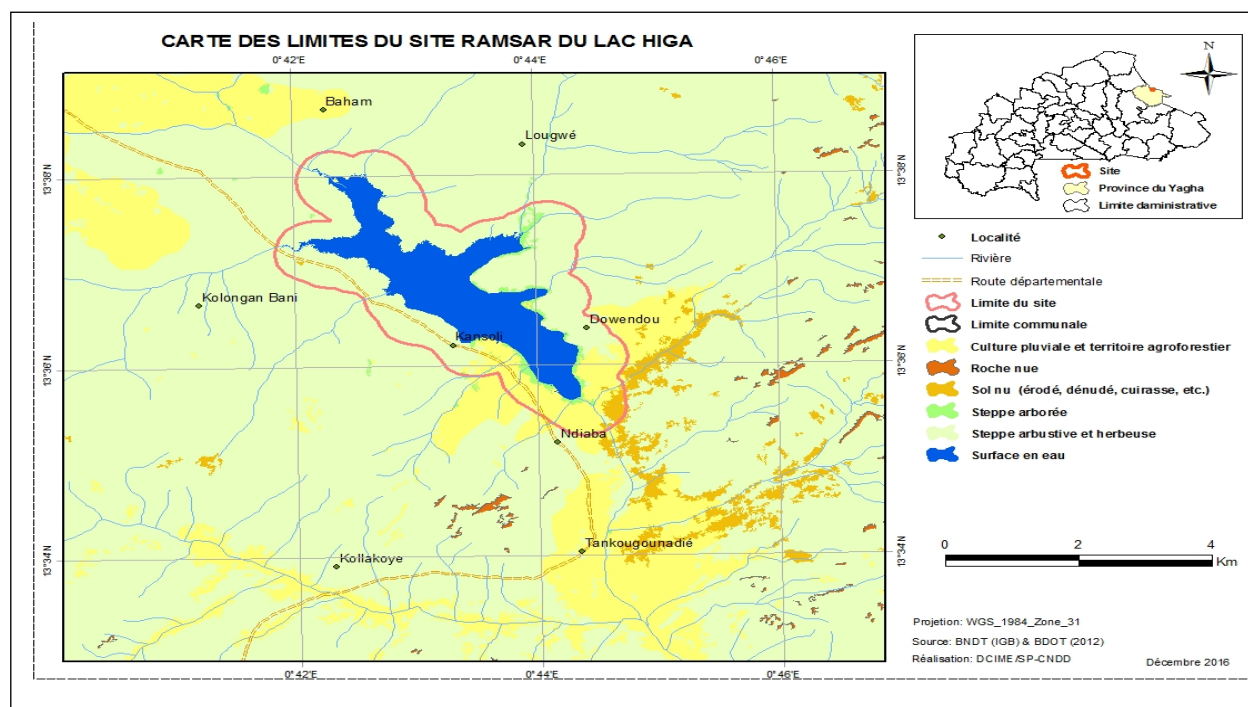 CARTE DES LIMITES DU SITE RAMSAR DU LAC HIGA
0°42'E
0°44'E
0°46'E
Baham
Lougwé
13°38'N
13°38'N
Kolongan Bani
Dowendou
Kansoji
13°36'N
13°36'N
Ndiaba
Tankougounadié
Kollakoye
13°34'N
13°34'N
0°42'E
0°44'E
0°46'E
N
Site
Province du Yagha
Limite daministrative
Localité
Rivière
Route départementale
Limite du site
Limite communale
Culture pluviale et territoire agroforestier
Roche nue
Sol nu (érodé, dénudé, cuirasse, etc.)
Steppe arborée
Steppe arbustive et herbeuse
Surface en eau
0 2 4
Km
Projetion: WGS_1984_Zone_31
Source: BNDT (IGB) & BDOT (2012)
Réalisation: DCIME/SP-CNDD
Décembre 2016